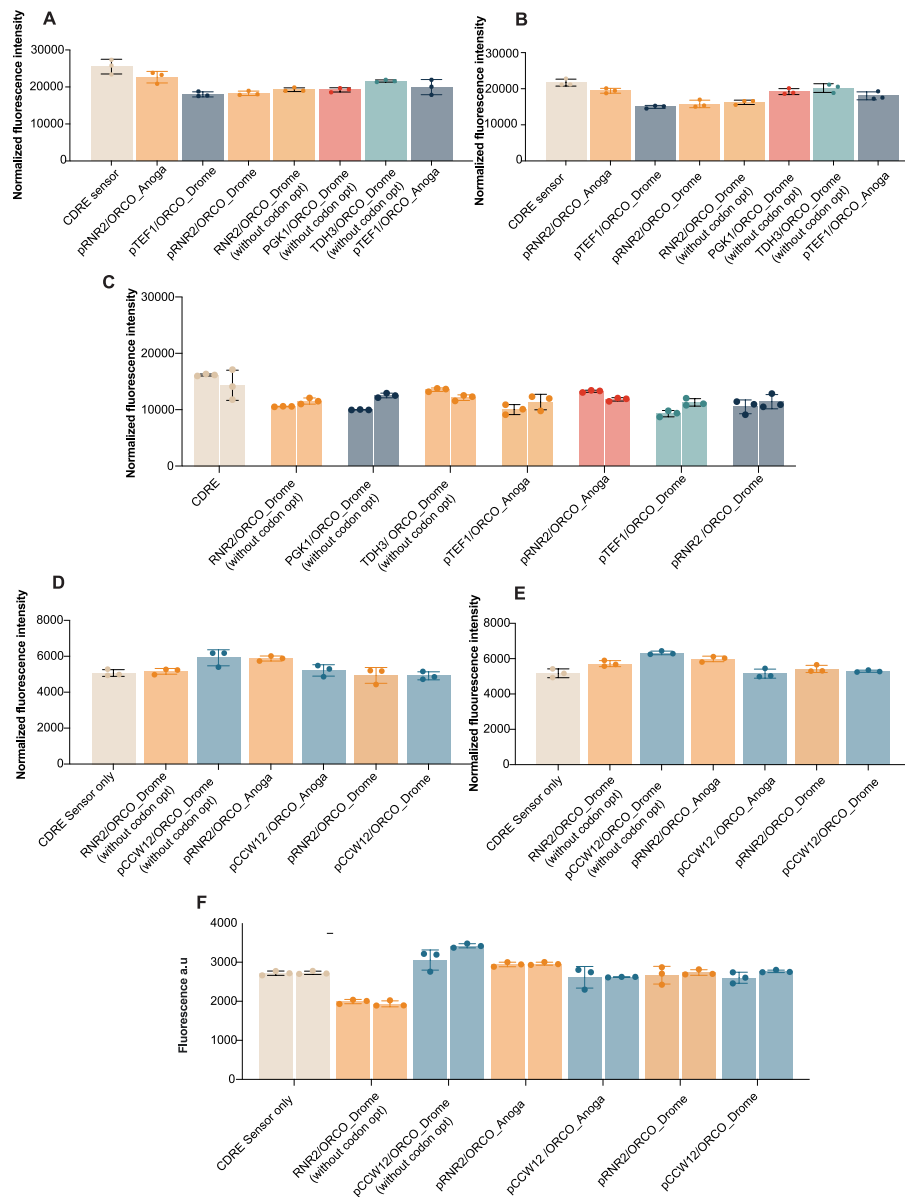 A
Normalized fluorescence intensity
30000
20000
10000
0
CDRE sensor
pRNR2/ORCO_Anoga
pTEF1/ORCO_Drome
pRNR2/ORCO_Drome
RNR2/ORCO_Drome
(without codon opt)
PGK1/ORCO_Drome
(without codon opt)
TDH3/ORCO_Drome
(without codon opt)
pTEF1/ORCO_Anoga
B
Normalized fluorescence intensity
30000
20000
10000
0
CDRE sensor
pRNR2/ORCO_Anoga
pTEF1/ORCO_Drome
pRNR2/ORCO_Drome
RNR2/ORCO_Drome
(without codon opt)
PGK1/ORCO_Drome
(without codon opt)
TDH3/ORCO_Drome
(without codon opt)
pTEF1/ORCO_Anoga
C
Normalized fluorescence intensity
30000
20000
10000
0
CDRE
RNR2/ORCO_Drome
(without codon opt)
PGK1/ORCO_Drome
(without codon opt)
TDH3/ ORCO_Drome
(without codon opt)
pTEF1/ORCO_Anoga
pRNR2/ORCO_Anoga
pTEF1/ORCO_Drome
pRNR2 /ORCO_Drome
D
Normalized fluorescence intensity
8000
6000
4000
2000
0
CDRE Sensor only
RNR2/ORCO_Drome
(without codon opt)
pCCW12/ORCO_Drome
(without codon opt)
pRNR2/ORCO_Anoga
pCCW12 /ORCO_Anoga
pRNR2/ORCO_Drome
pCCW12/ORCO_Drome
E
Normalized fluourescence intensity
8000
6000
4000
2000
0
CDRE Sensor only
RNR2/ORCO_Drome
(without codon opt)
pCCW12/ORCO_Drome
(without codon opt)
pRNR2/ORCO_Anoga
pCCW12 /ORCO_Anoga
pRNR2/ORCO_Drome
pCCW12/ORCO_Drome
F
Fluorescence a.u
4000
3000
2000
1000
0
CDRE Sensor only
RNR2/ORCO_Drome
(without codon opt)
pCCW12/ORCO_Drome
(without codon opt)
pRNR2/ORCO_Anoga
pCCW12 /ORCO_Anoga
pRNR2/ORCO_Drome
pCCW12/ORCO_Drome